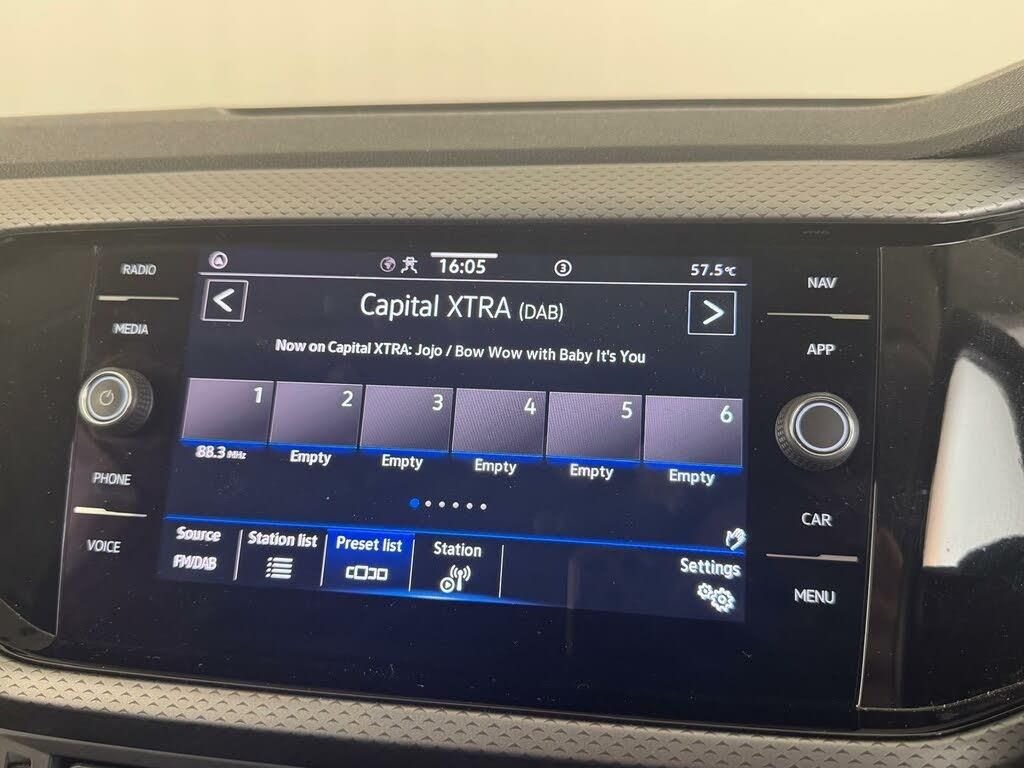 RADIO
MEDIA
PHONE
VOICE
16:05
3
57.5°C
Capital XTRA (DAB)
Now on Capital XTRA: Jojo / Bow Wow with Baby It's You
1 2 3 4 5 6
88.3 MHz Empty Empty Empty Empty Empty
Source Station list Preset list Station Settings
FM/DAB
NAV
APP
CAR
MENU